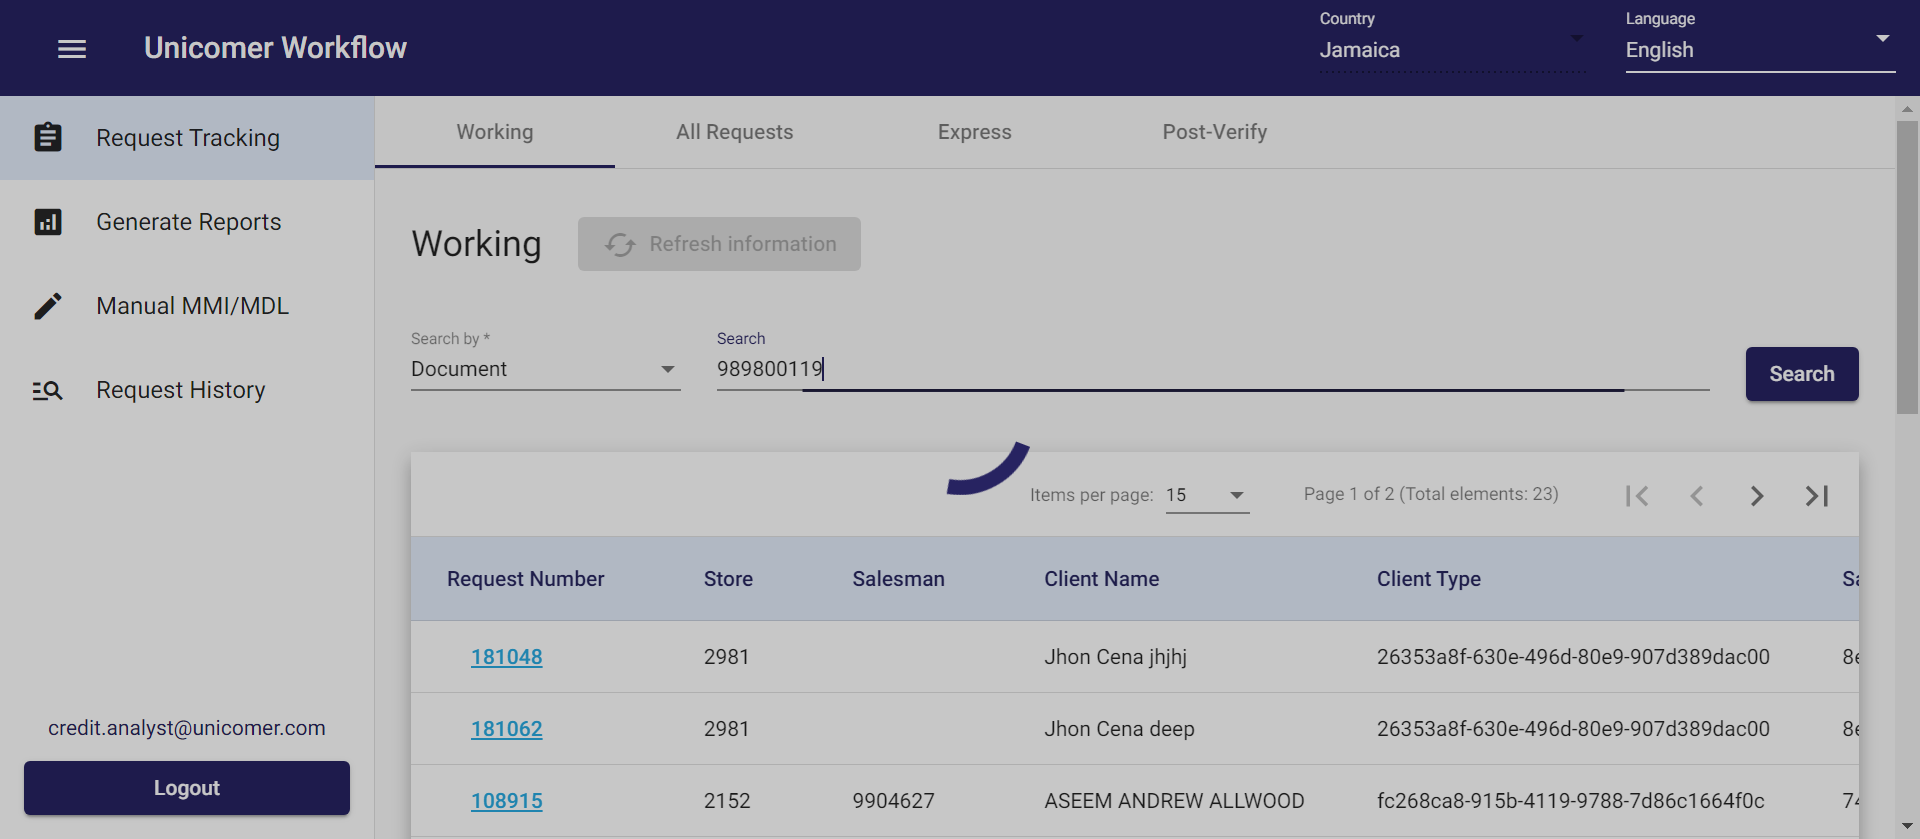 Unicomer Workflow
Country
Jamaica
Language
English
Request Tracking
Generate Reports
Manual MMI/MDL
Request History
credit.analyst@unicomer.com
Logout
Working
All Requests
Express
Post-Verify
Working
Refresh information
Search by *
Document
Search
989800119
Search
Items per page: 15
Page 1 of 2 (Total elements: 23)
Request Number Store Salesman Client Name Client Type
181048 2981 Jhon Cena jhjhj 26353a8f-630e-496d-80e9-907d389dac00
181062 2981 Jhon Cena deep 26353a8f-630e-496d-80e9-907d389dac00
108915 2152 9904627 ASEEM ANDREW ALLWOOD fc268ca8-915b-4119-9788-7d86c1664f0c